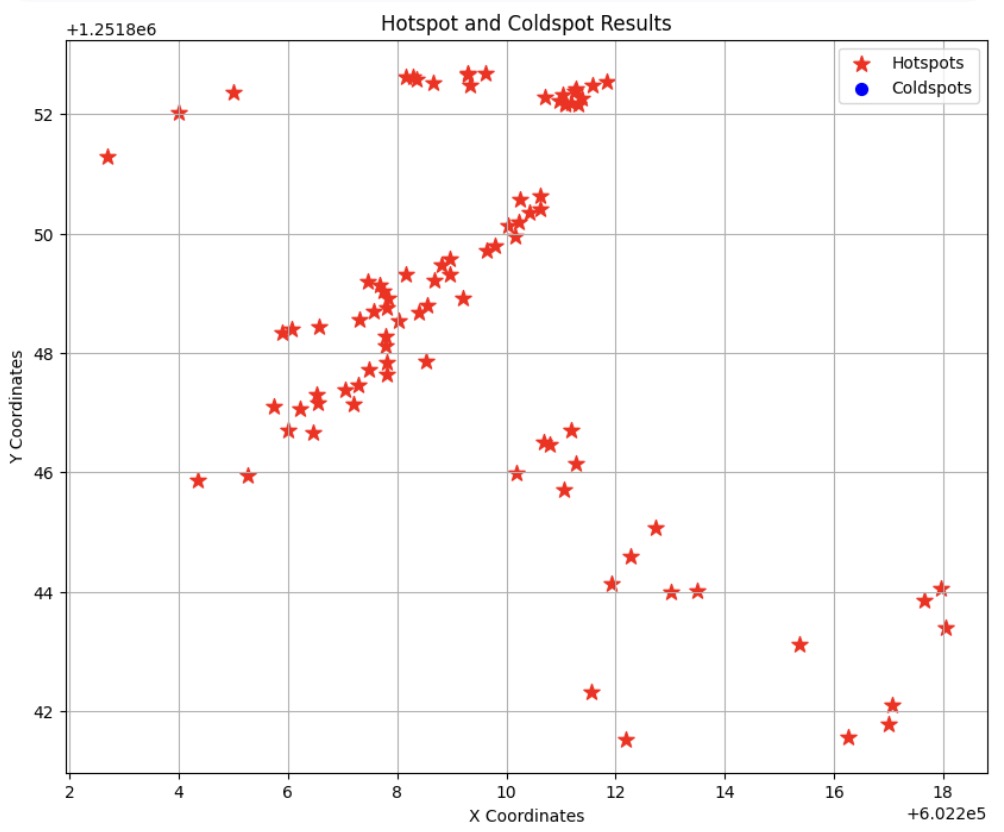 Hotspot and Coldspot Results
+1.2518e6
Hotspots
Coldspots
52
50
48
46
44
42
Y Coordinates
2 4 6 8 10 12 14 16 18
X Coordinates
+6.022e5